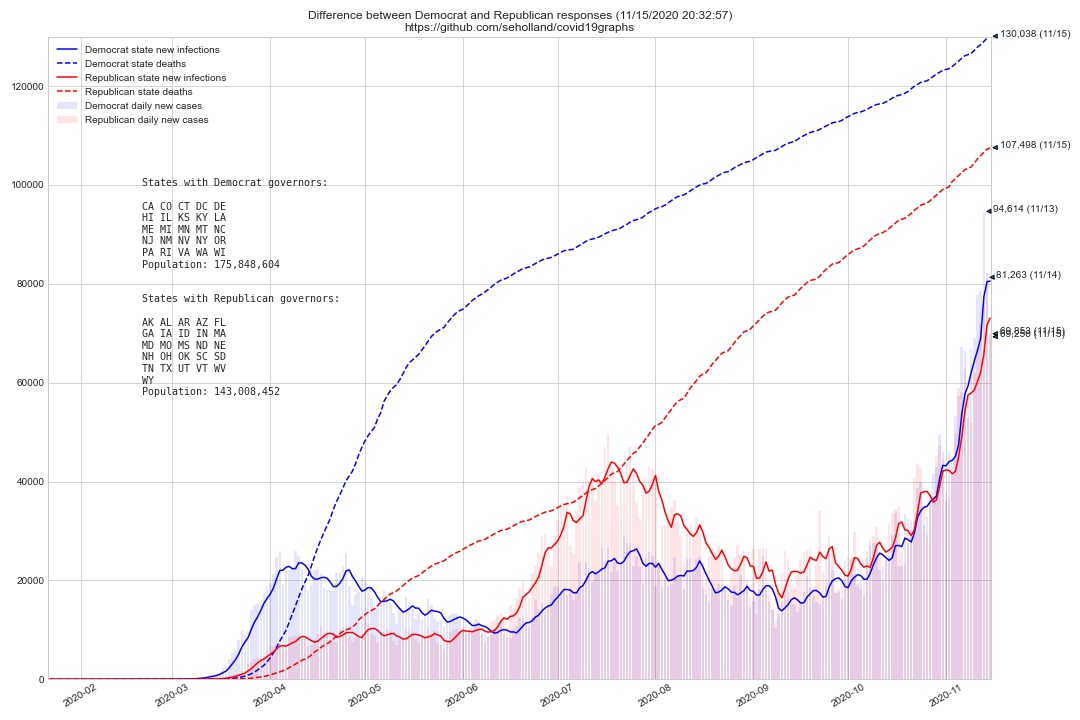 Difference between Democrat and Republican responses (11/15/2020 20:32:57)
https://github.com/seholland/covid19graphs
Democrat state new infections
Democrat state deaths
Republican state new infections
Republican state deaths
Democrat daily new cases
Republican daily new cases
States with Democrat governors:
CA CO CT DC DE
HI IL KS KY LA
ME MI MN MT NC
NJ NM NV NY OR
PA RI VA WA WI
Population: 175,848,604
States with Republican governors:
AK AL AR AZ FL
GA IA ID IN MA
MD MO MS ND NE
NH OH OK SC SD
TN TX UT VT WV
WY
Population: 143,008,452
130,038 (11/15)
107,498 (11/15)
94,614 (11/13)
81,263 (11/14)
(11/15)
(11/15)
120000
100000
80000
60000
40000
20000
0
2020-02
2020-03
2020-04
2020-05
2020-06
2020-07
2020-08
2020-09
2020-10
2020-11